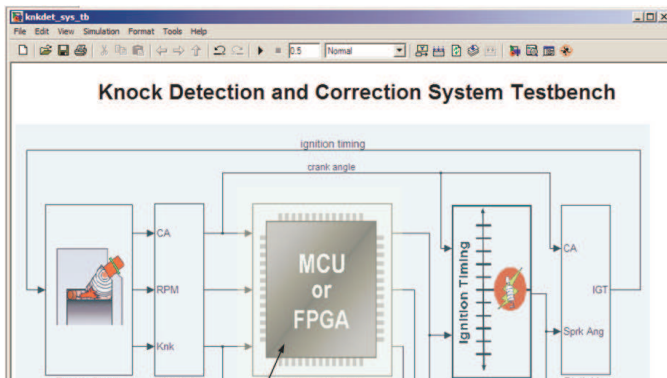 knkdet_sys_tb
File Edit View Simulation Format Tools Help
0.5 Normal
Knock Detection and Correction System Testbench
ignition timing
crank angle
CA
RPM
Knk
MCU
or
FPGA
Ignition Timing
CA
IGT
Sprk Ang